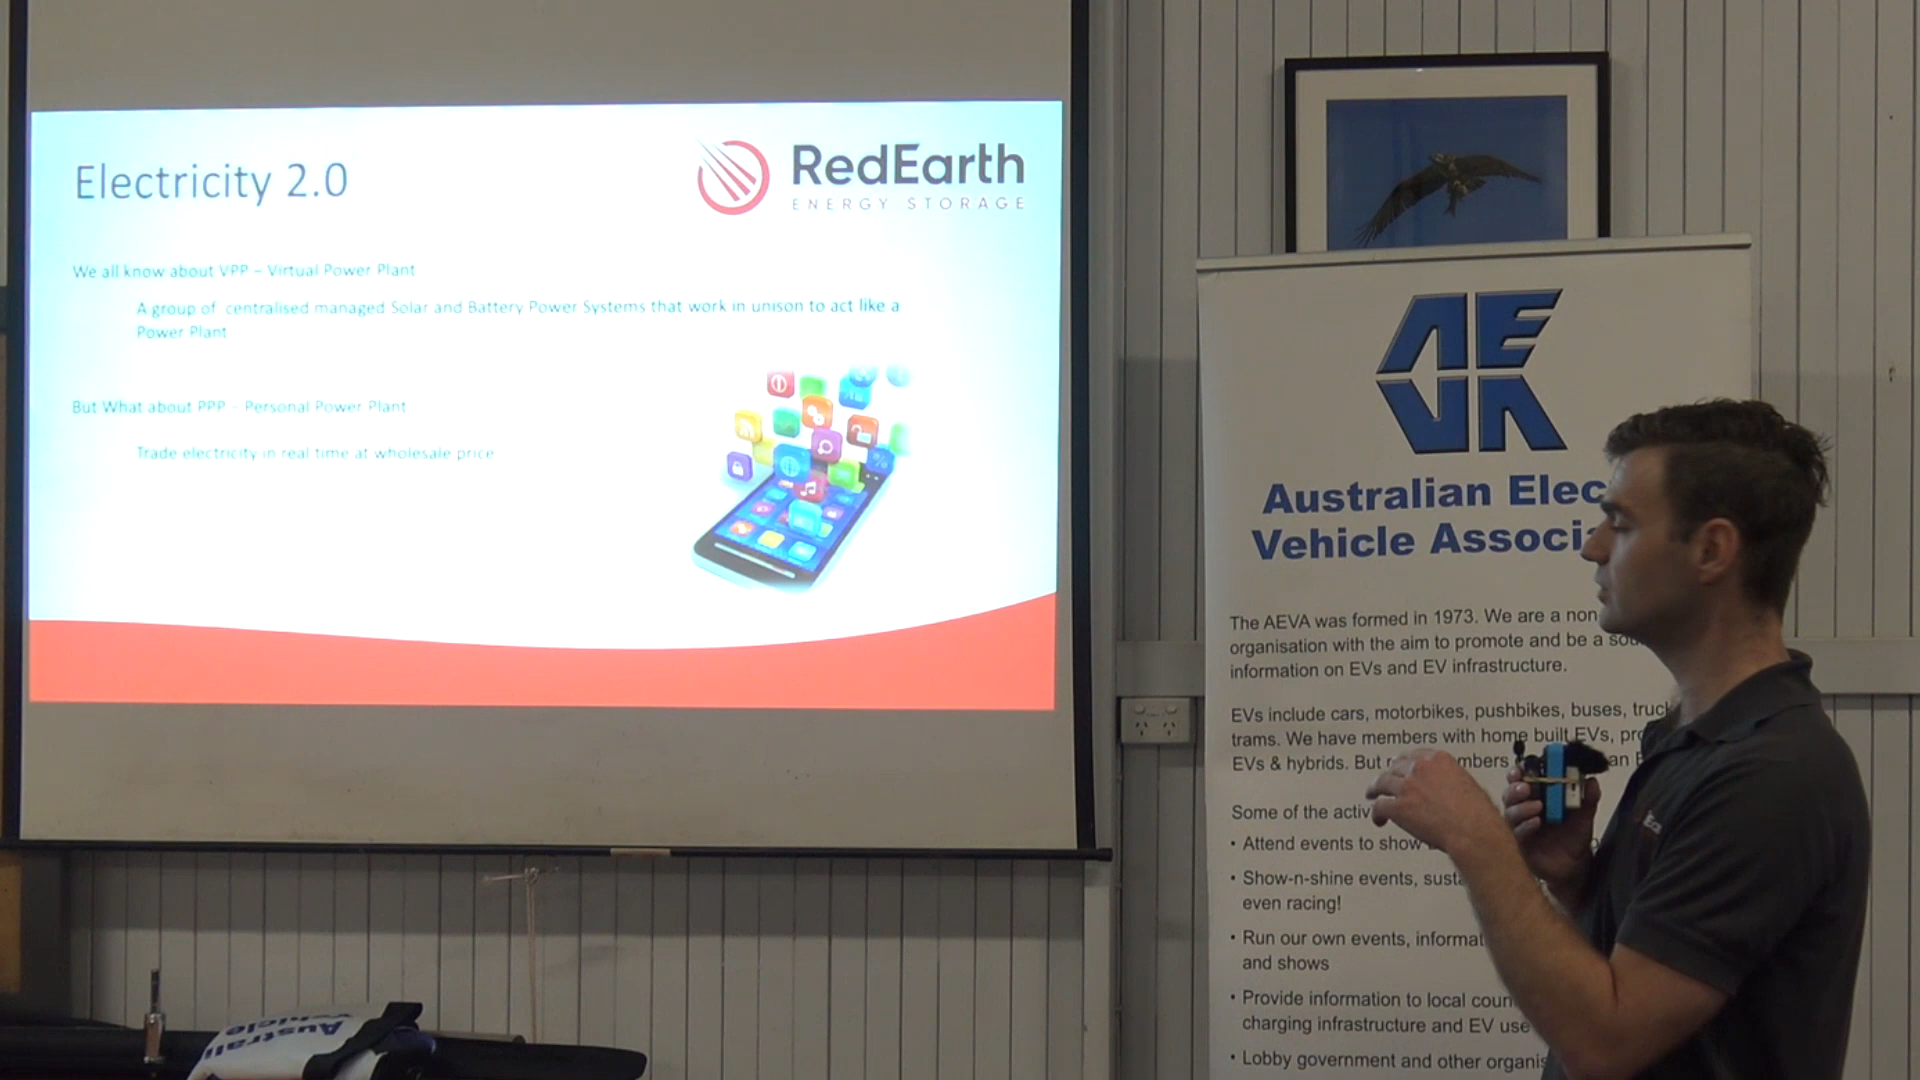 Electricity 2.0
RedEarth
ENERGY STORAGE
We all know about VPP – Virtual Power Plant
A group of centralised managed Solar and Battery Power Systems that work in unison to act like a
Power Plant
But What about PPP – Personal Power Plant
Trade electricity in real time at wholesale price
AEVA
Australian Elec
Vehicle Associ
The AEVA was formed in 1973. We are a non
organisation with the aim to promote and be a
information on EVs and EV infrastructure.
EVs include cars, motorbikes, pushbikes, buses, truck
trams. We have members with home built EVs,
EVs & hybrids. But mbers an
Some of the activ
• Attend events to show
• Show-n-shine events, susta
even racing!
• Run our own events, informat
and shows
• Provide information to local coun
charging infrastructure and EV use
• Lobby government and other organis
Australi
Vehicle